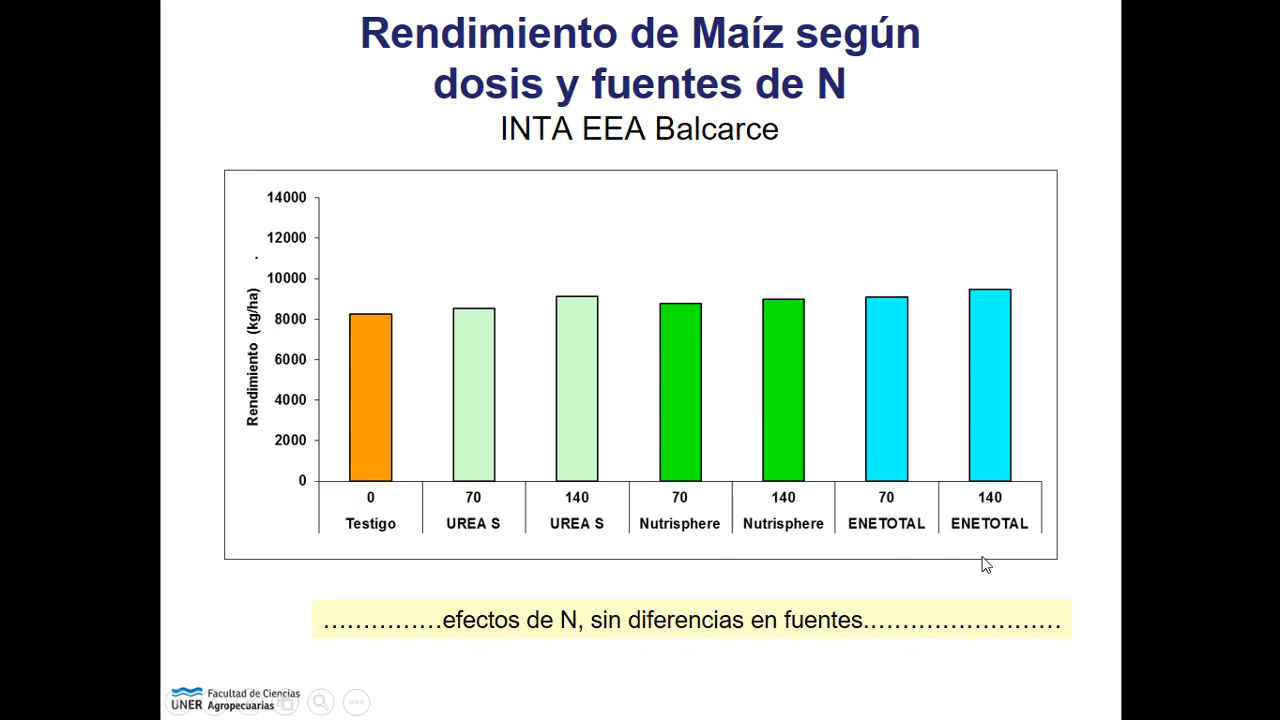 Rendimiento de Maíz según
dosis y fuentes de N
INTA EEA Balcarce
14000
12000
10000
8000
6000
4000
2000
0
Rendimiento (kg/ha) .
0 70 140 70 140 70 140
Testigo UREA S UREA S Nutrisphere Nutrisphere ENETOTAL ENETOTAL
……………efectos de N, sin diferencias en fuentes.……………………
UNER Facultad de Ciencias
Agropecuarias